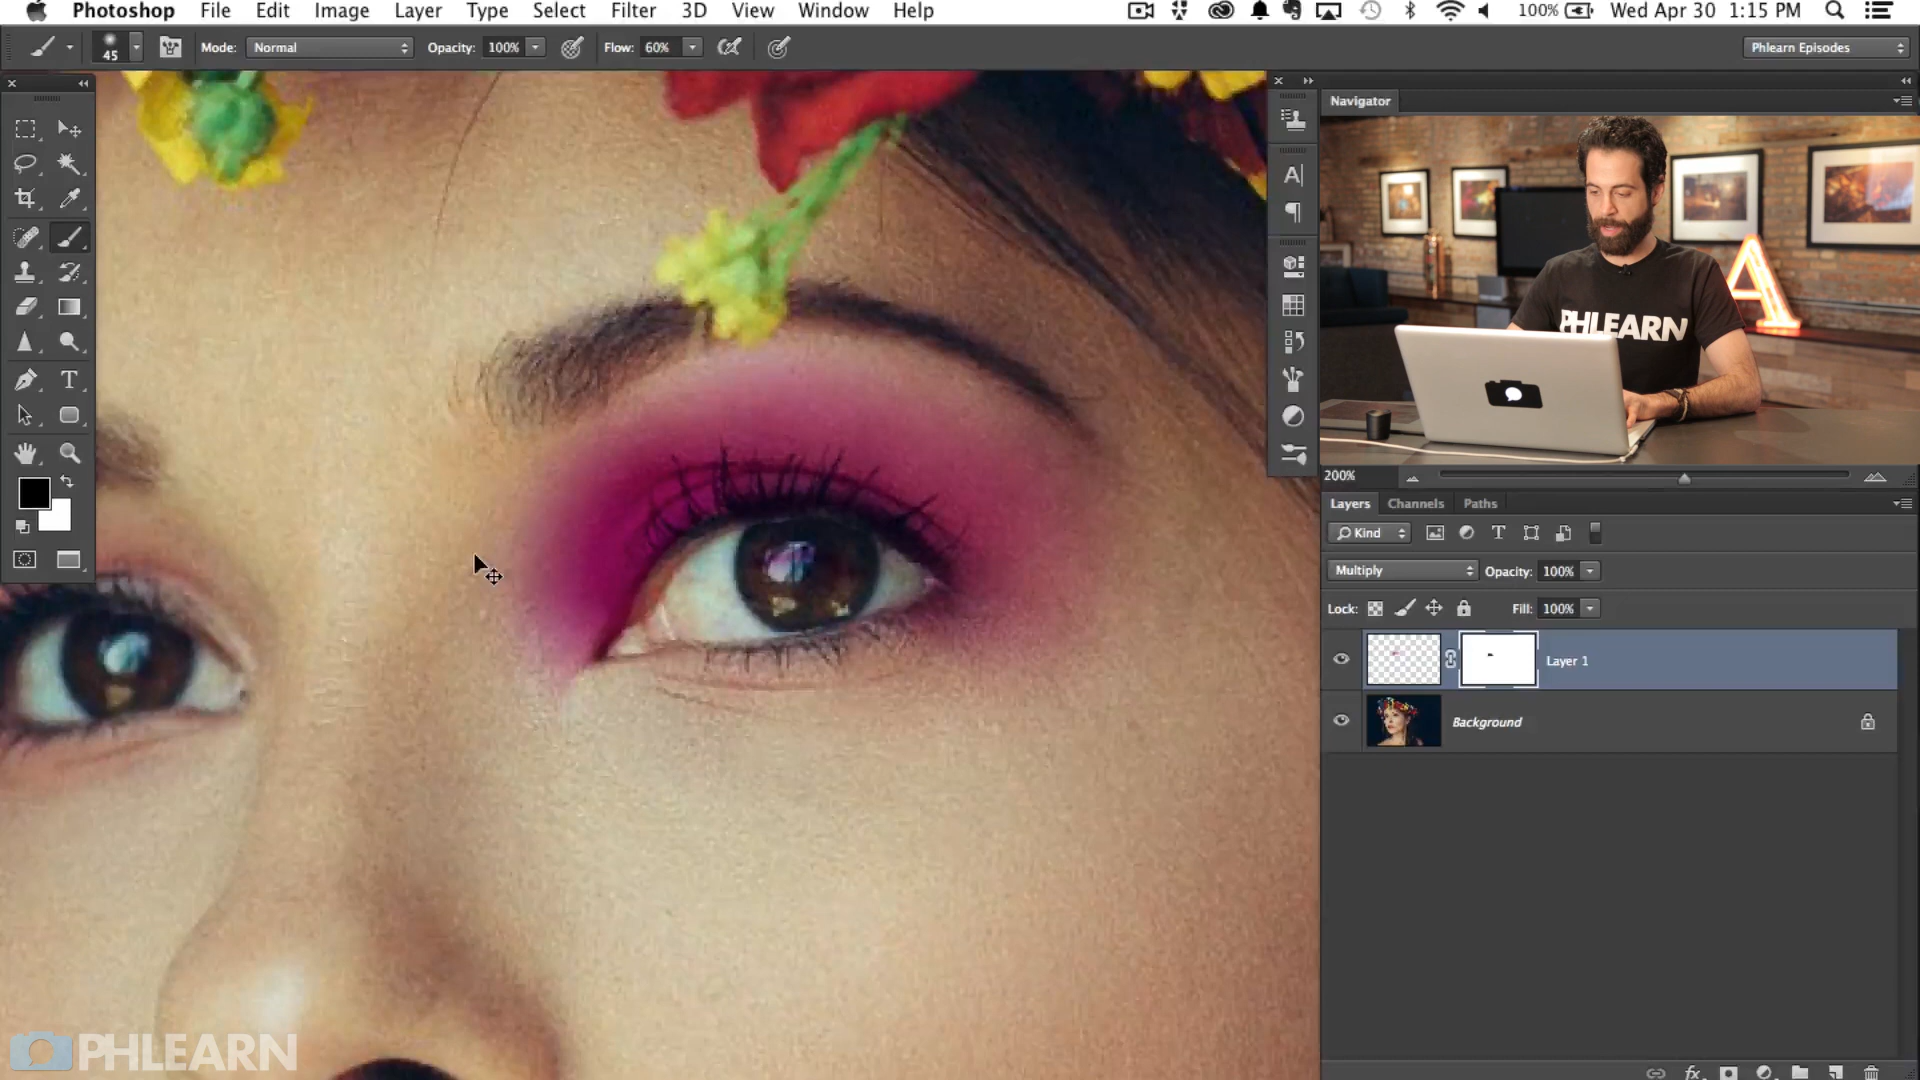 Photoshop File Edit Image Layer Type Select Filter 3D View Window Help 100% Wed Apr 30 1:15 PM
45 Mode: Normal Opacity: 100% Flow: 60% Phlearn Episodes
Navigator
PHLEARN
200%
Layers Channels Paths
Kind
Multiply Opacity: 100%
Lock: Fill: 100%
Layer 1
Background
fx
PHLEARN